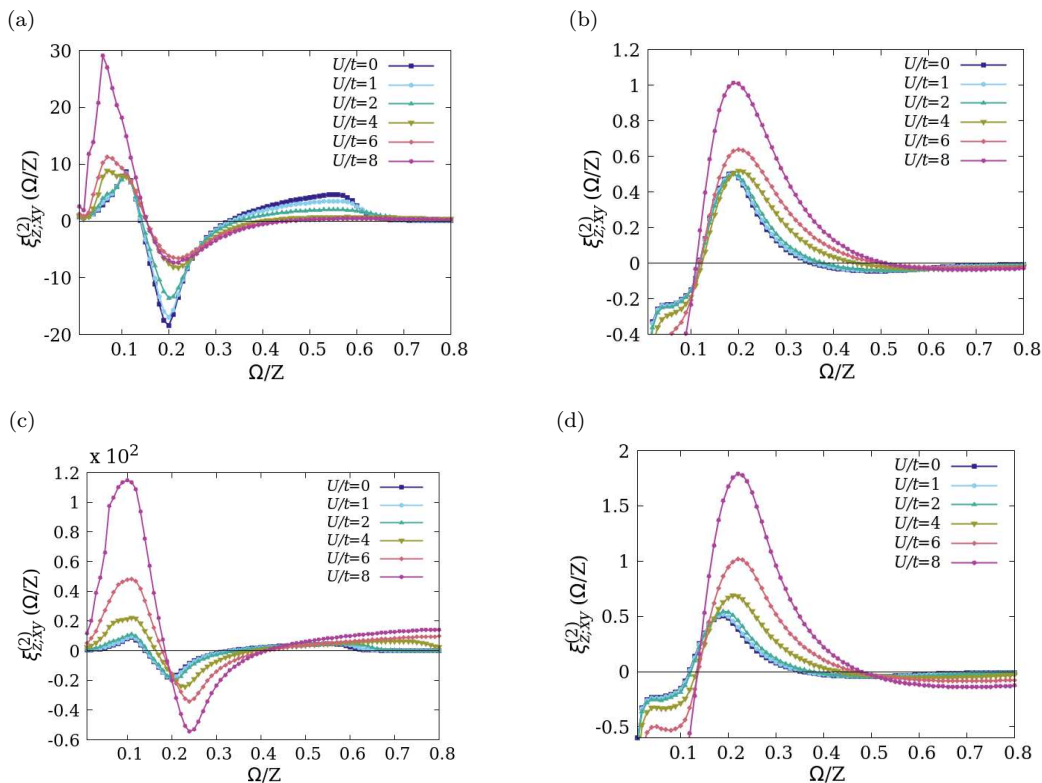 (a)
30
20
10
0
-10
-20
ξ(2)z;xy (Ω/Z)
U/t=0
U/t=1
U/t=2
U/t=4
U/t=6
U/t=8
0.1 0.2 0.3 0.4 0.5 0.6 0.7 0.8
Ω/Z
(b)
1.2
1
0.8
0.6
0.4
0.2
0
-0.2
-0.4
ξ(2)z;xy (Ω/Z)
U/t=0
U/t=1
U/t=2
U/t=4
U/t=6
U/t=8
0.1 0.2 0.3 0.4 0.5 0.6 0.7 0.8
Ω/Z
(c)
x 10²
1.2
1.0
0.8
0.6
0.4
0.2
0
-0.2
-0.4
-0.6
ξ(2)z;xy (Ω/Z)
U/t=0
U/t=1
U/t=2
U/t=4
U/t=6
U/t=8
0.1 0.2 0.3 0.4 0.5 0.6 0.7 0.8
Ω/Z
(d)
2
1.5
1
0.5
0
-0.5
ξ(2)z;xy (Ω/Z)
U/t=0
U/t=1
U/t=2
U/t=4
U/t=6
U/t=8
0.1 0.2 0.3 0.4 0.5 0.6 0.7 0.8
Ω/Z